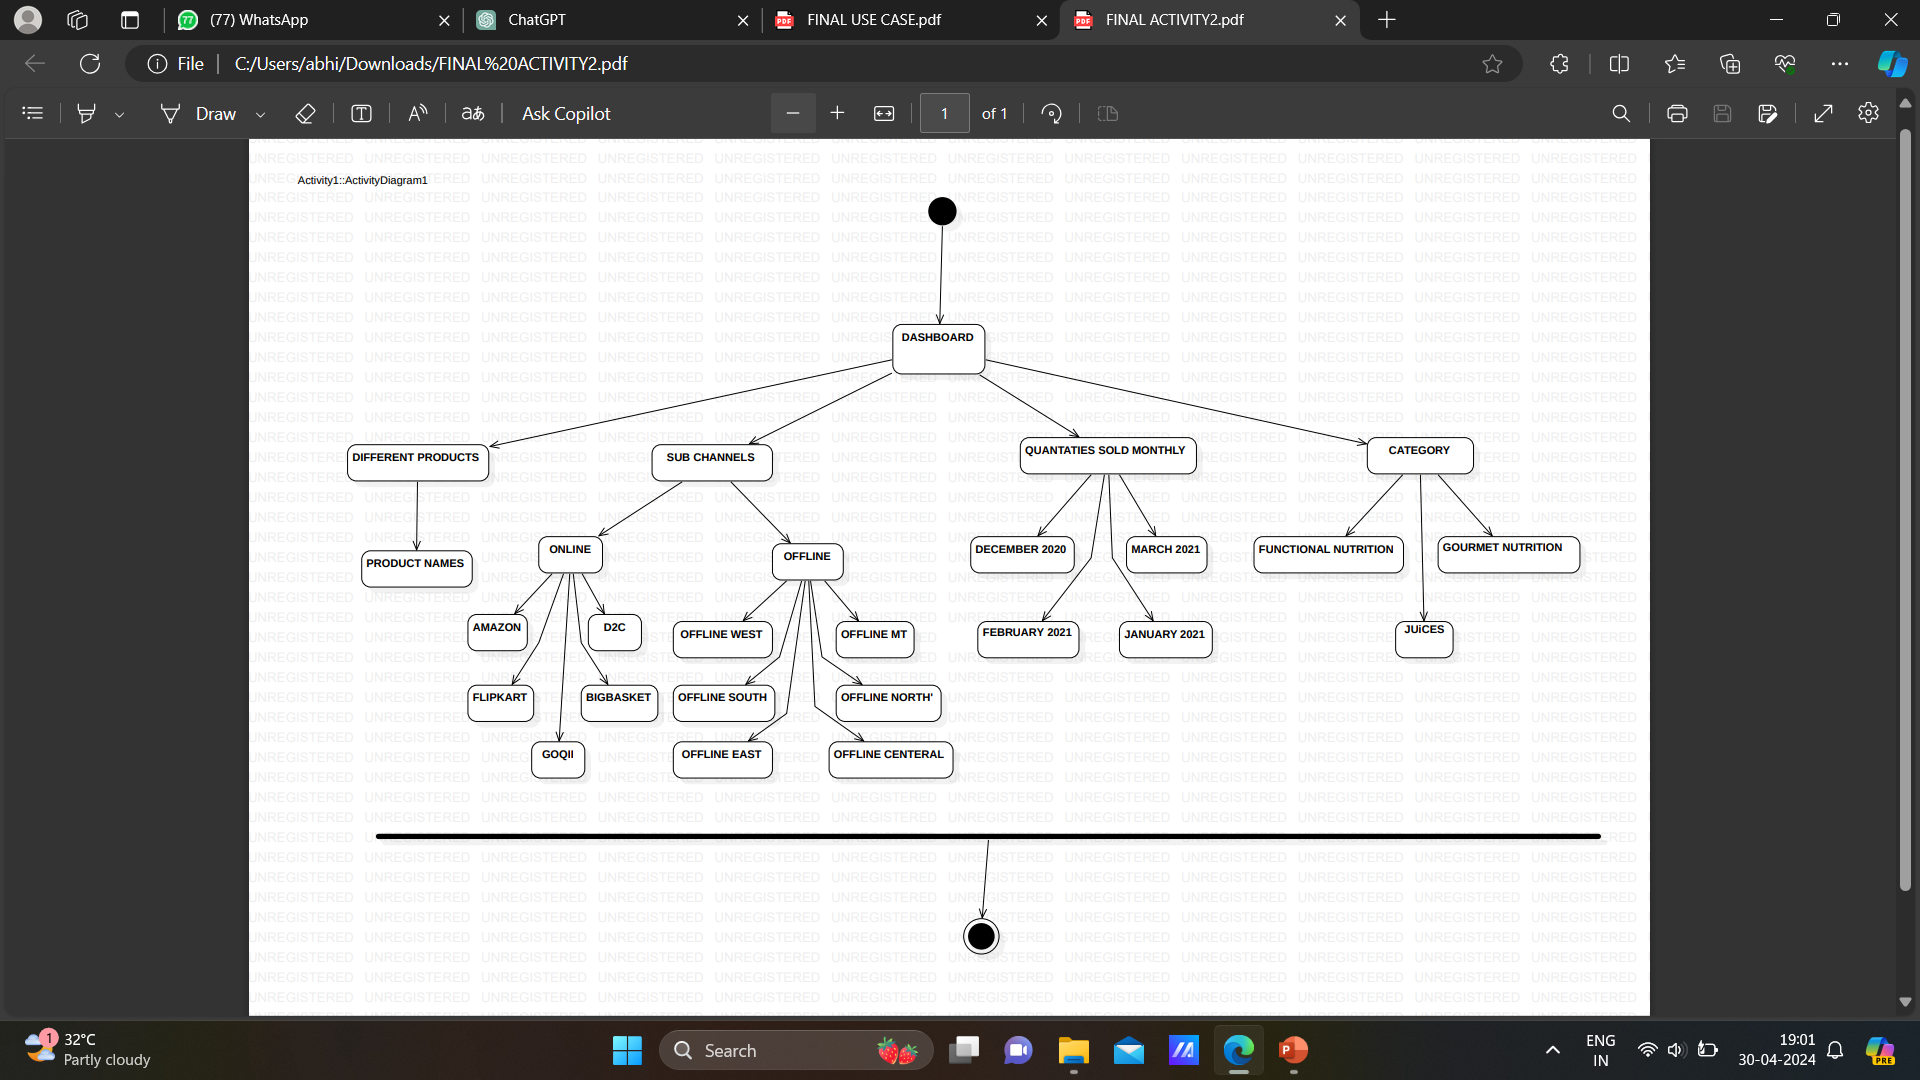 (77) WhatsApp
ChatGPT
FINAL USE CASE.pdf
FINAL ACTIVITY2.pdf
File
C:/Users/abhi/Downloads/FINAL%20ACTIVITY2.pdf
Draw
Ask Copilot
1 of 1
Activity1::ActivityDiagram1
DASHBOARD
DIFFERENT PRODUCTS
SUB CHANNELS
QUANTATIES SOLD MONTHLY
CATEGORY
PRODUCT NAMES
ONLINE
OFFLINE
DECEMBER 2020
MARCH 2021
FUNCTIONAL NUTRITION
GOURMET NUTRITION
AMAZON
D2C
OFFLINE WEST
OFFLINE MT
FEBRUARY 2021
JANUARY 2021
JUiCES
FLIPKART
BIGBASKET
OFFLINE SOUTH
OFFLINE NORTH'
GOQII
OFFLINE EAST
OFFLINE CENTERAL
UNREGISTERED
1
32°C
Partly cloudy
Search
ENG
IN
19:01
30-04-2024
PRE